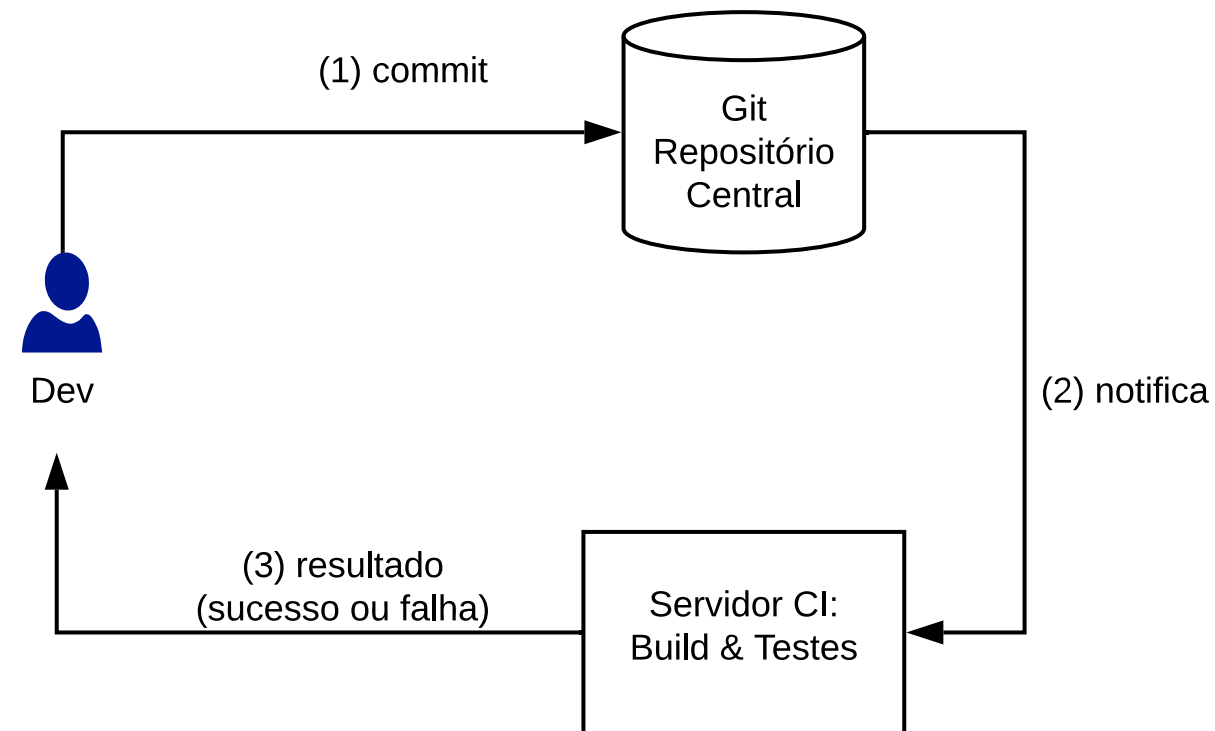 (1) commit
Git
Repositório
Central
Dev
(2) notifica
(3) resultado
(sucesso ou falha)
Servidor CI:
Build & Testes